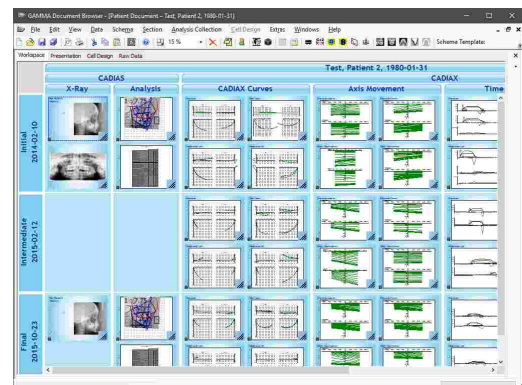 GAMMA Document Browser - [Patient Document - Test, Patient 2, 1980-01-31]
File Edit View Data Schema Section Analysis Collection Cell Design Extras Windows Help
15 % Schema Template:
Workspace Presentation Cell Design Raw Data
Test, Patient 2, 1980-01-31
CADIAS CADIAX
X-Ray Analysis CADIAX Curves Axis Movement Time
Initial
2014-02-10
Intermediate
2015-02-12
Final
2015-10-23